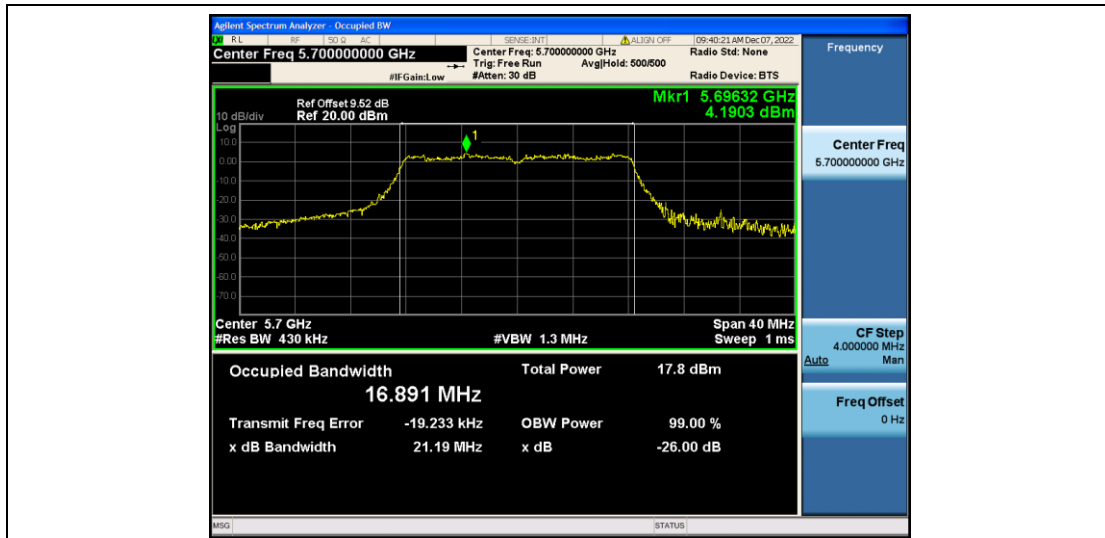 Agilent Spectrum Analyzer - Occupied BW
RL RF 50 Ω AC SENSE:INT ALIGN OFF 09:40:21 AM Dec 07, 2022
Center Freq 5.700000000 GHz
Center Freq: 5.700000000 GHz
Radio Std: None
Trig: Free Run Avg|Hold: 500/500
#IFGain:Low #Atten: 30 dB
Radio Device: BTS
Frequency
Ref Offset 9.52 dB
10 dB/div Ref 20.00 dBm
Mkr1 5.69632 GHz
4.1903 dBm
Log
10.0
0.00
-10.0
-20.0
-30.0
-40.0
-50.0
-60.0
-70.0
1
Center 5.7 GHz Span 40 MHz
#Res BW 430 kHz #VBW 1.3 MHz Sweep 1 ms
Occupied Bandwidth Total Power 17.8 dBm
16.891 MHz
Transmit Freq Error -19.233 kHz OBW Power 99.00 %
x dB Bandwidth 21.19 MHz x dB -26.00 dB
Center Freq
5.700000000 GHz
CF Step
4.000000 MHz
Auto Man
Freq Offset
0 Hz
MSG STATUS